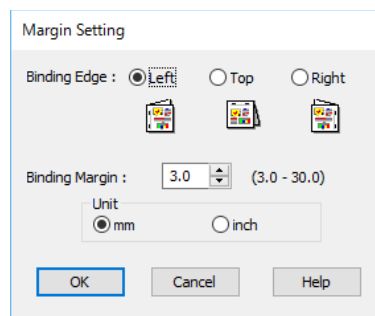 Margin Setting
Binding Edge : Left Top Right
Binding Margin : 3.0 (3.0 - 30.0)
Unit
mm inch
OK Cancel Help